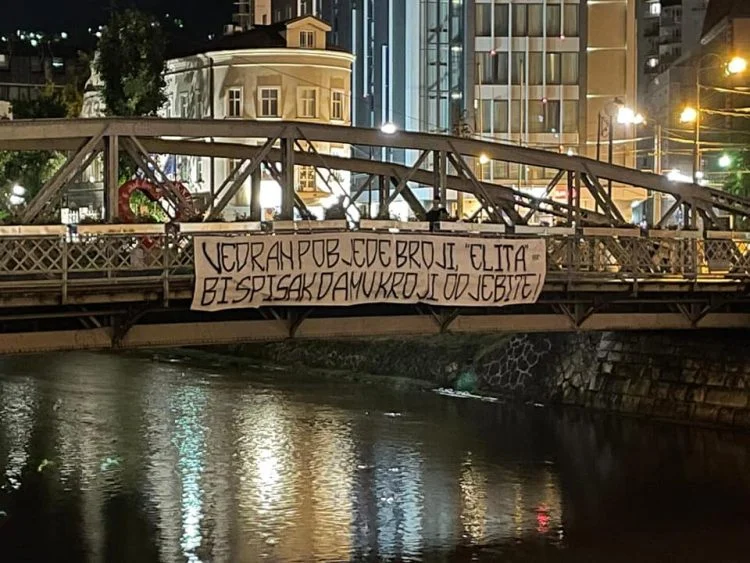 VEDRAN POBJEDE BROJI, "ELITA"
BI SPISAK DA MU KROJI ODJEBITE!